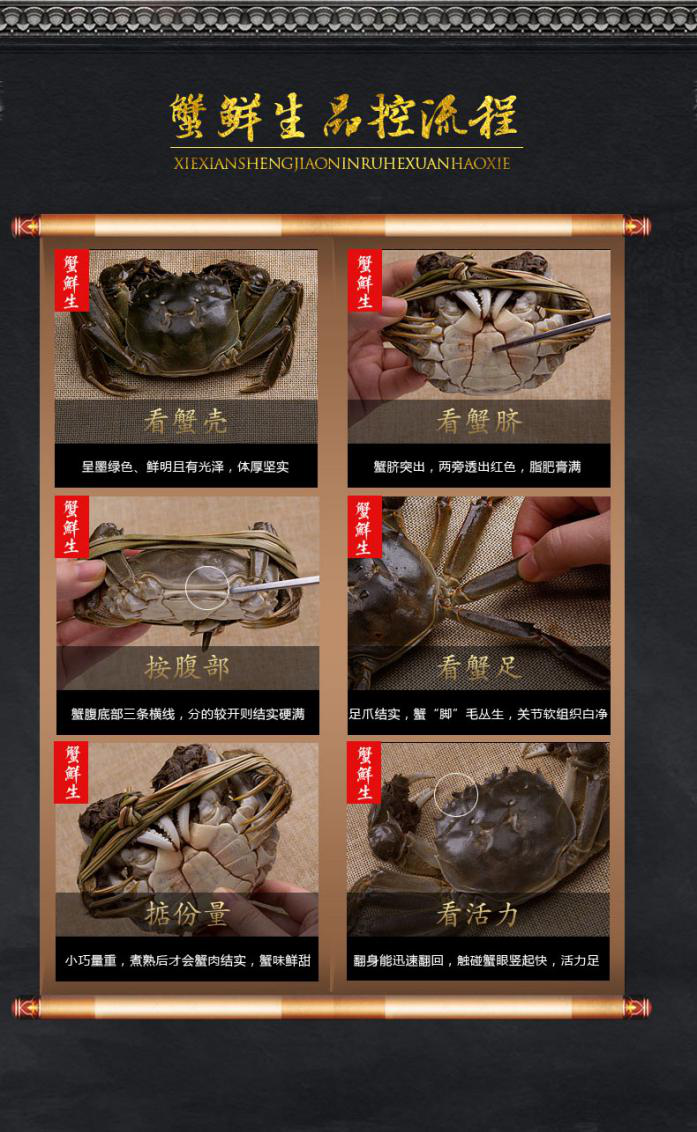 蟹鲜生品控流程
XIEXIANSHENGJIAONINRUHEXUANHAOXIE
蟹鲜生
看蟹壳
呈墨绿色、鲜明且有光泽，体厚坚实
蟹鲜生
看蟹脐
蟹脐突出，两旁透出红色，脂肥膏满
蟹鲜生
按腹部
蟹腹底部三条横线，分的较开则结实硬满
蟹鲜生
看蟹足
足爪结实，蟹“脚”毛丛生，关节软组织白净
蟹鲜生
掂份量
小巧量重，煮熟后才会蟹肉结实，蟹味鲜甜
蟹鲜生
看活力
翻身能迅速翻回，触碰蟹眼竖起快，活力足